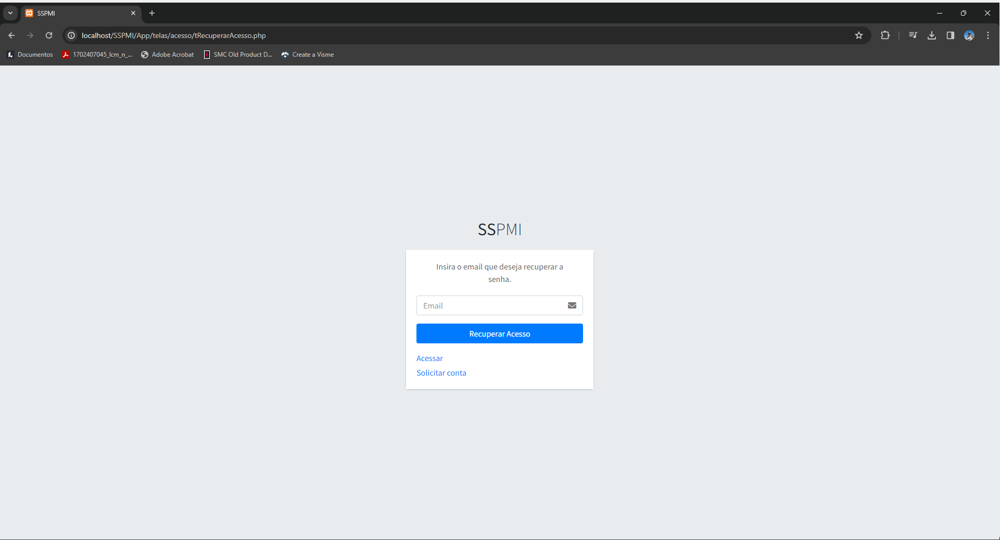 SSPMI
localhost/SSPMI/App/telas/acesso/tRecuperarAcesso.php
Documentos
1702407045_lcm_n_...
Adobe Acrobat
SMC Old Product D...
Create a Visme
SSPMI
Insira o email que deseja recuperar a
senha.
Email
Recuperar Acesso
Acessar
Solicitar conta